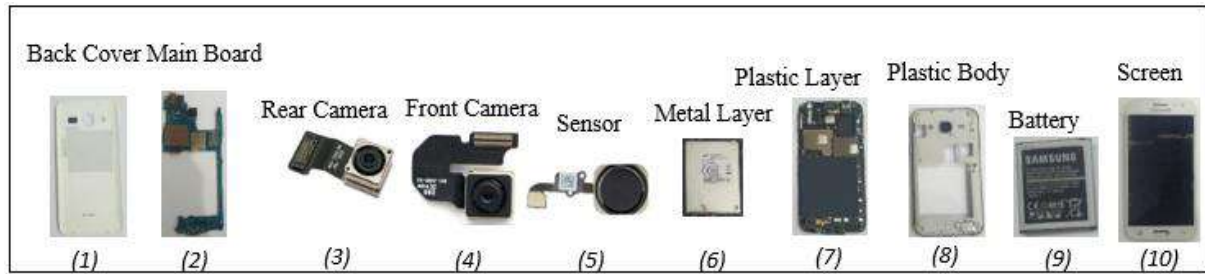 Back Cover Main Board
Rear Camera
Front Camera
Sensor
Metal Layer
Plastic Layer
Plastic Body
Battery
Screen
SAMSUNG
(1) (2) (3) (4) (5) (6) (7) (8) (9) (10)